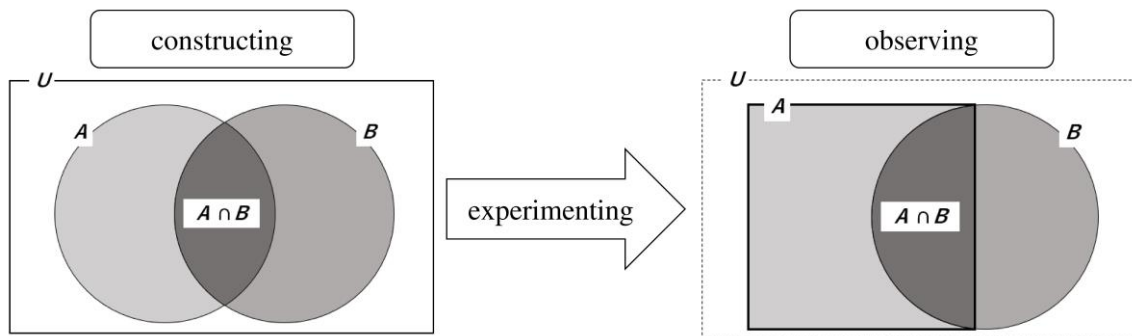 constructing
observing
U
A
B
A ∩ B
experimenting
U
A
B
A ∩ B